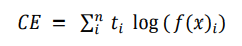 CE = ∑ᵢⁿ tᵢ log (f(x)ᵢ)